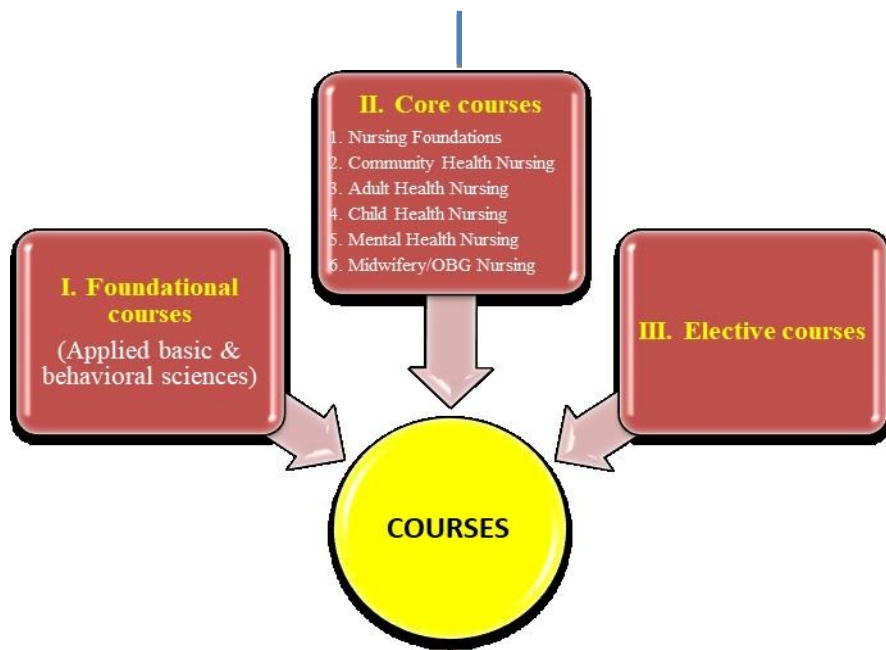 II. Core courses
1. Nursing Foundations
2. Community Health Nursing
3. Adult Health Nursing
4. Child Health Nursing
5. Mental Health Nursing
6. Midwifery/OBG Nursing
I. Foundational
courses
(Applied basic &
behavioral sciences)
III. Elective courses
COURSES